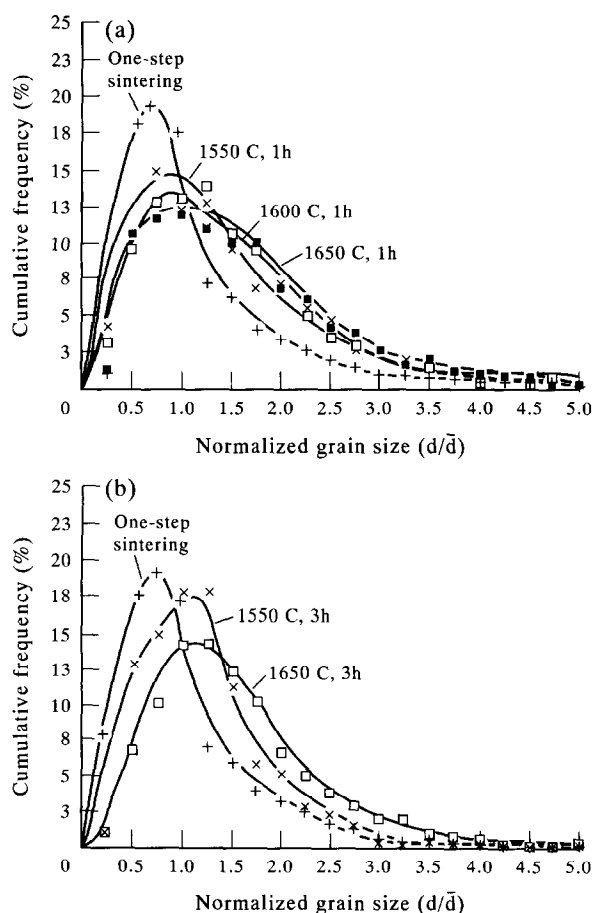 (a)
25
23
20
18
15
13
10
8
5
3
0
Cumulative frequency (%)
One-step
sintering
1550 C, 1h
1600 C, 1h
1650 C, 1h
0.5 1.0 1.5 2.0 2.5 3.0 3.5 4.0 4.5 5.0
Normalized grain size (d/d̄)
(b)
25
23
20
18
15
13
10
8
5
3
0
Cumulative frequency (%)
One-step
sintering
1550 C, 3h
1650 C, 3h
0.5 1.0 1.5 2.0 2.5 3.0 3.5 4.0 4.5 5.0
Normalized grain size (d/d̄)